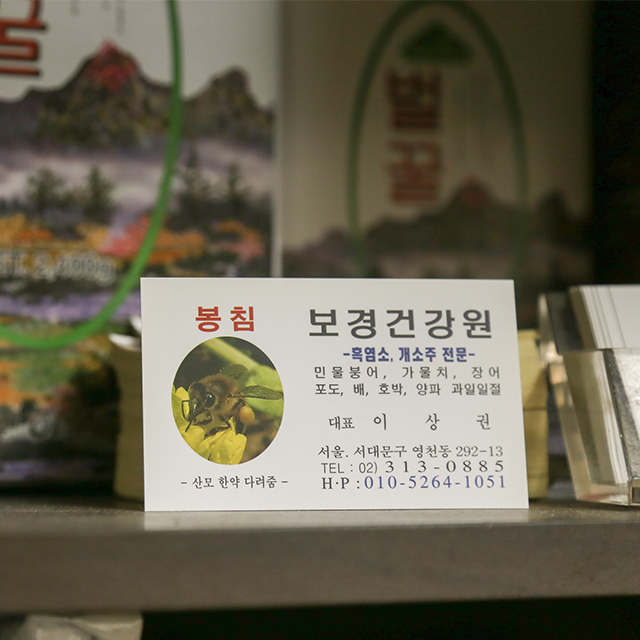 꿀
벌꿀
봉침
- 산모 한약 다려줌 -
보경건강원
-흑염소, 개소주 전문-
민물붕어, 가물치, 장어
포도, 배, 호박, 양파 과일일절
대표 이 상 권
서울. 서대문구 영천동 292-13
TEL : 02) 313-0885
H·P : 010-5264-1051